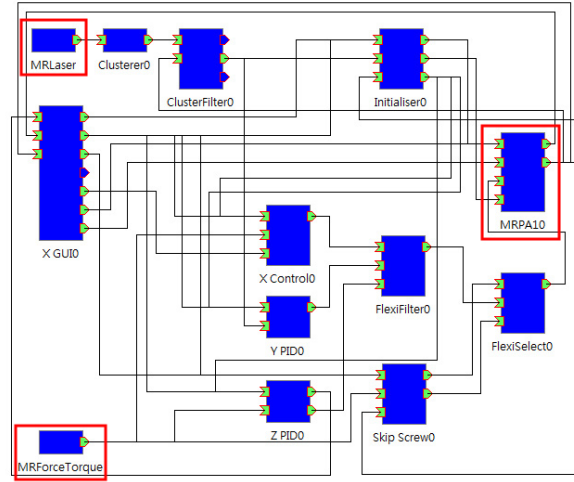 MRLaser
Clusterer0
ClusterFilter0
Initialiser0
MRPA10
X GUI0
X Control0
FlexiFilter0
Y PID0
FlexiSelect0
Z PID0
Skip Screw0
MRForceTorque